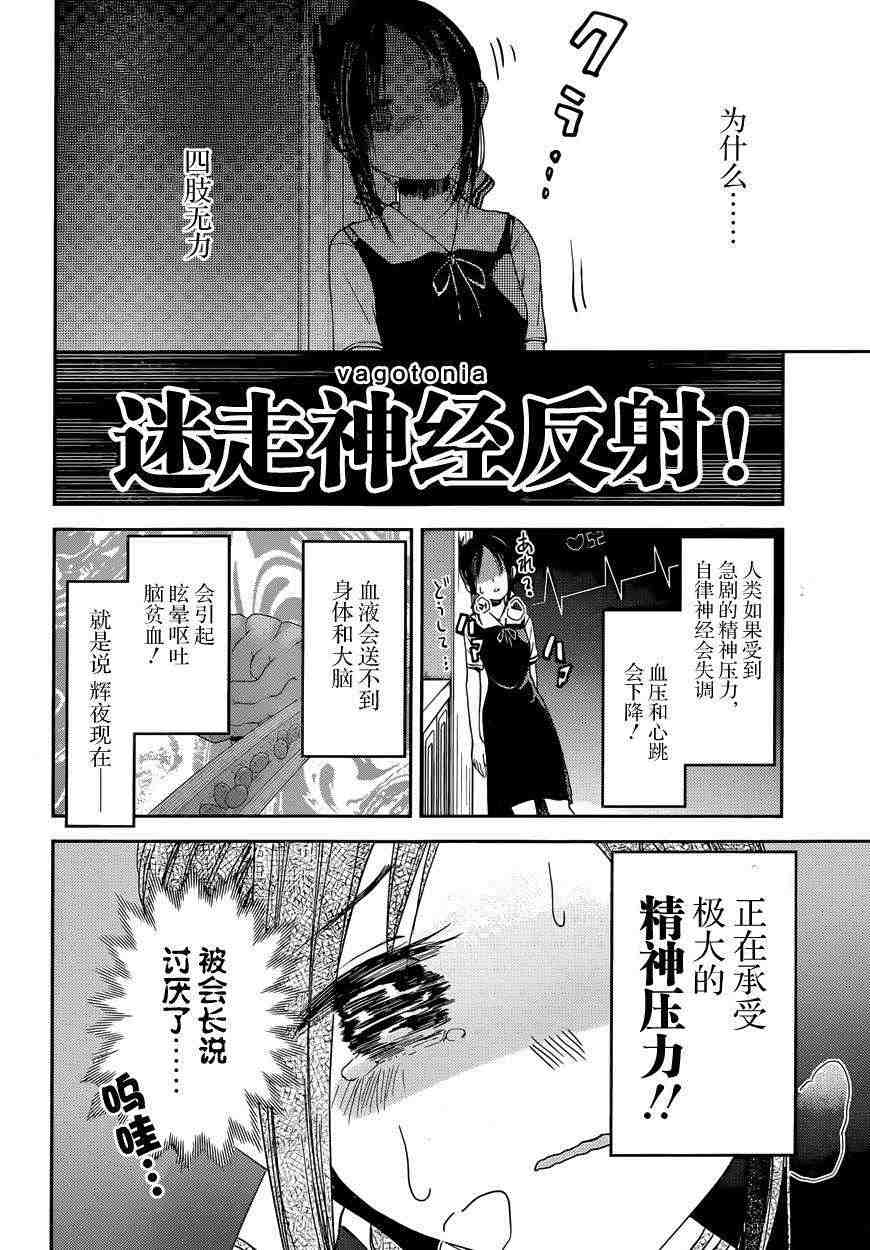 为什么……
クラ
四肢无力
vagotonia
迷走神经反射！
人类如果受到
急剧的精神压力，
自律神经会失调
血压和心跳
会下降！
52
あれ？
どうして…
クラ
クラ
血液会送不到
身体和大脑
会引起
眩晕呕吐
脑贫血！
就是说 辉夜现在——
正在承受
极大的
精神压力！！
被会长说
讨厌了……
呜哇…